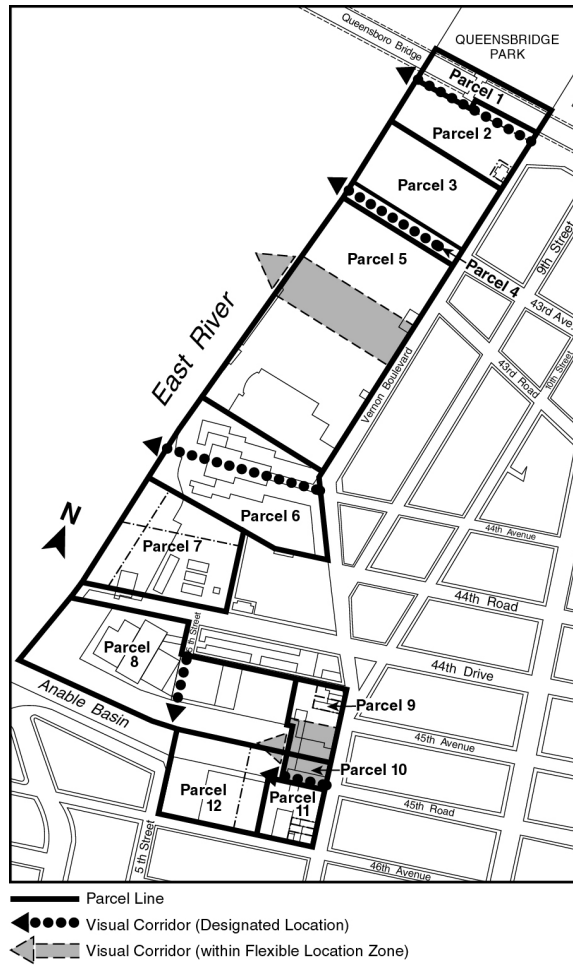 Queensboro Bridge
QUEENSBRIDGE
PARK
Parcel 1
Parcel 2
Parcel 3
9th Street
Parcel 5
Parcel 4
43rd Ave.
East River
Vernon Boulevard
43rd Road
10th Street
N
Parcel 6
44th Avenue
Parcel 7
44th Road
5th Street
Parcel
8
44th Drive
Anable Basin
Parcel 9
45th Avenue
Parcel 10
Parcel
12
Parcel
11
45th Road
5 th Street
46th Avenue
Parcel Line
Visual Corridor (Designated Location)
Visual Corridor (within Flexible Location Zone)